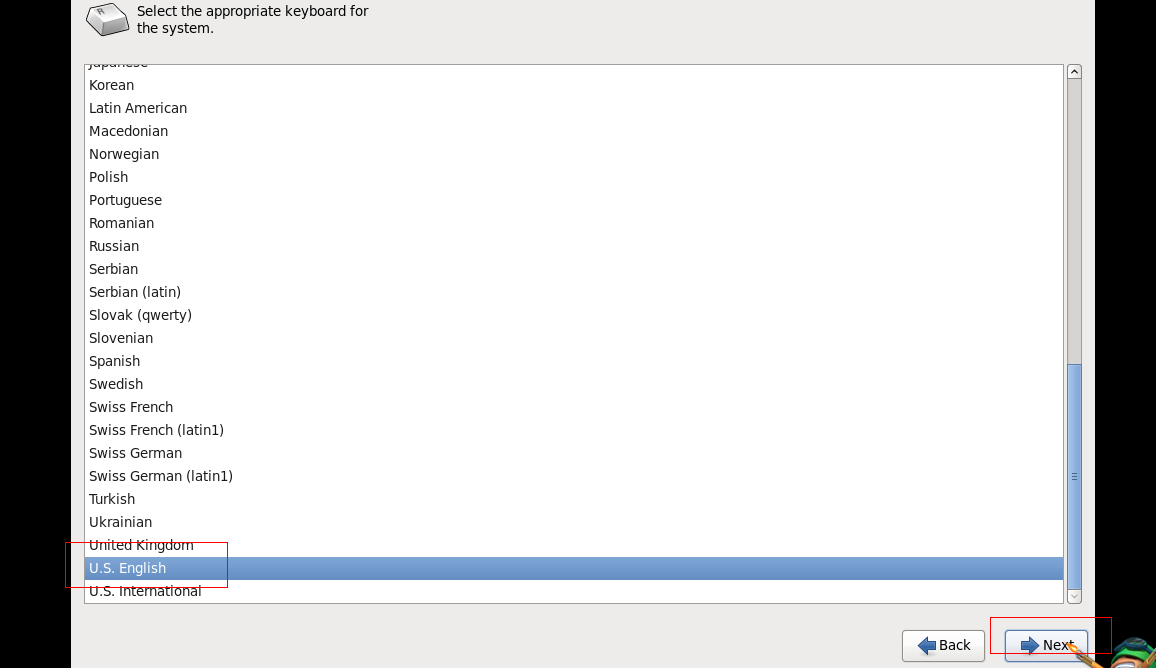 Select the appropriate keyboard for
the system.
Japanese
Korean
Latin American
Macedonian
Norwegian
Polish
Portuguese
Romanian
Russian
Serbian
Serbian (latin)
Slovak (qwerty)
Slovenian
Spanish
Swedish
Swiss French
Swiss French (latin1)
Swiss German
Swiss German (latin1)
Turkish
Ukrainian
United Kingdom
U.S. English
U.S. International
Back
Next